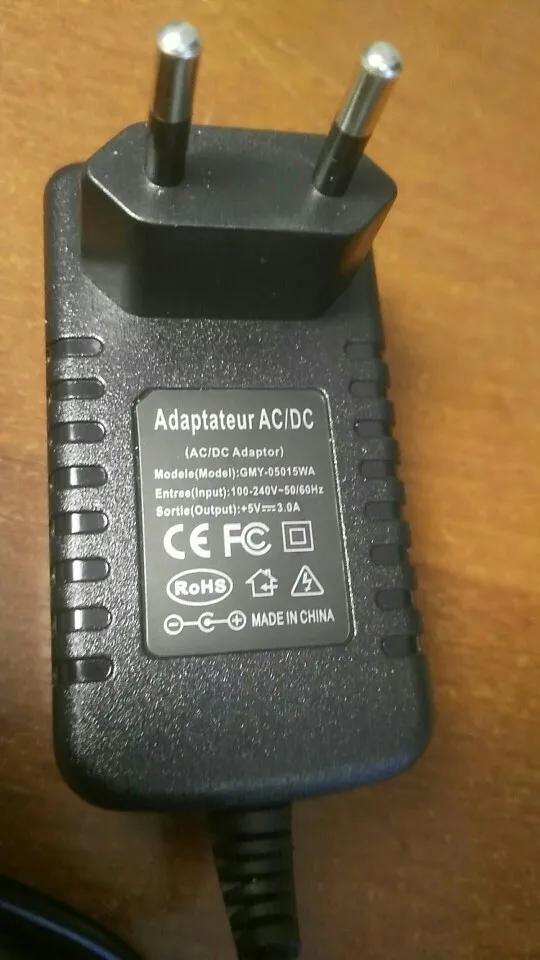 Adaptateur AC/DC
(AC/DC Adaptor)
Modele(Model):GMY-05015WA
Entree(Input):100-240V~50/60Hz
Sortie(Output):+5V⎓3.0A
CE FC
RoHS
MADE IN CHINA